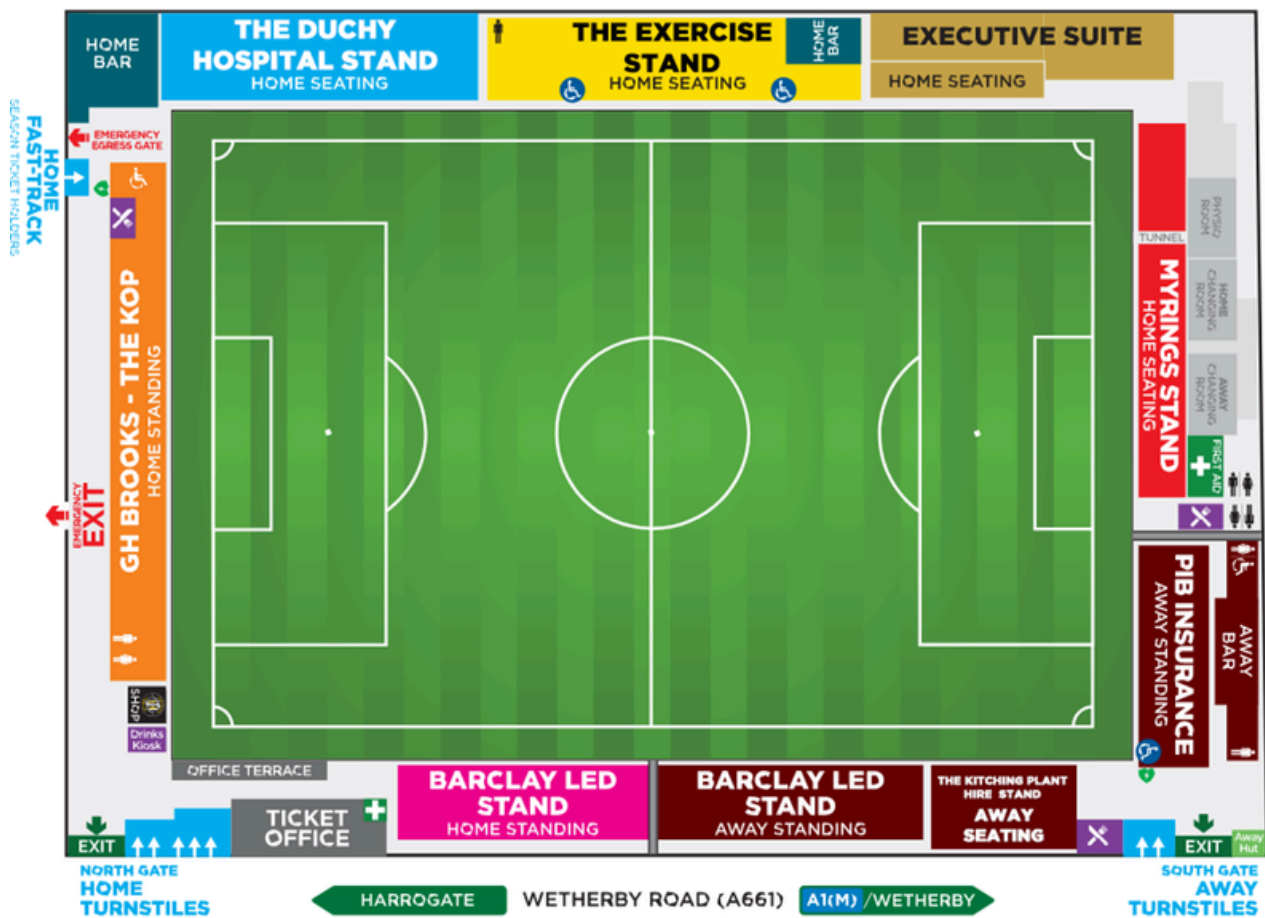 HOME
BAR
THE DUCHY
HOSPITAL STAND
HOME SEATING
THE EXERCISE
STAND
HOME SEATING
HOME
BAR
EXECUTIVE SUITE
HOME SEATING
EMERGENCY
EGRESS GATE
HOME
FAST-TRACK
SEASON TICKET HOLDERS
GH BROOKS - THE KOP
HOME STANDING
EMERGENCY
EXIT
SHOP
Drinks
Kiosk
TUNNEL
MYRINGS STAND
HOME SEATING
PHYSIO
ROOM
HOME
CHANGING
ROOM
AWAY
CHANGING
ROOM
FIRST AID
PIB INSURANCE
AWAY STANDING
AWAY
BAR
OFFICE TERRACE
TICKET
OFFICE
BARCLAY LED
STAND
HOME STANDING
BARCLAY LED
STAND
AWAY STANDING
THE KITCHING PLANT
HIRE STAND
AWAY
SEATING
EXIT
EXIT
Away
Hut
NORTH GATE
HOME
TURNSTILES
HARROGATE
WETHERBY ROAD (A661)
A1(M) /WETHERBY
SOUTH GATE
AWAY
TURNSTILES